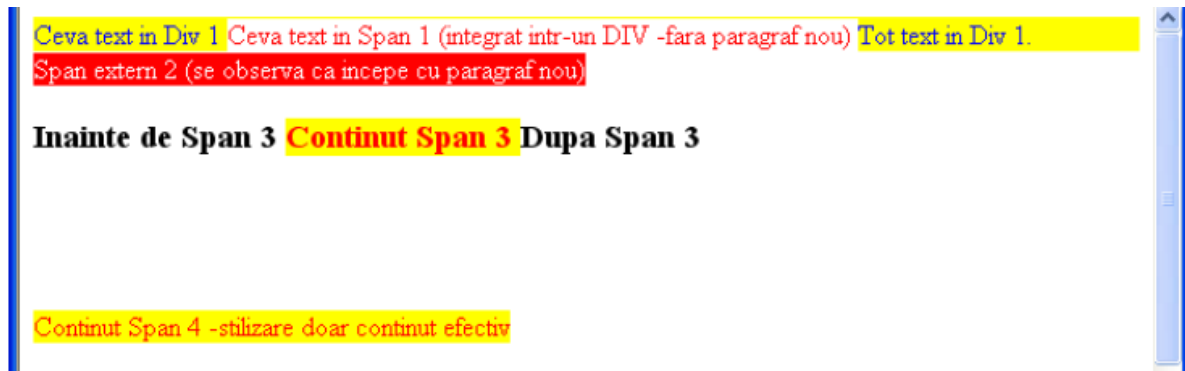 Ceva text in Div 1 Ceva text in Span 1 (integrat intr-un DIV -fara paragraf nou) Tot text in Div 1.
Span extern 2 (se observa ca incepe cu paragraf nou)
Inainte de Span 3 Continut Span 3 Dupa Span 3
Continut Span 4 -stilizare doar continut efectiv